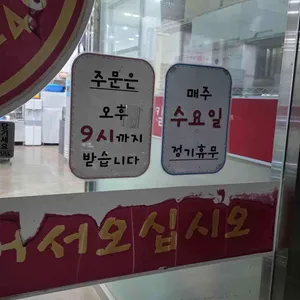 24
주문은
오후
9시까지
받습니다
매주
수요일
정기휴무
어서오십시오